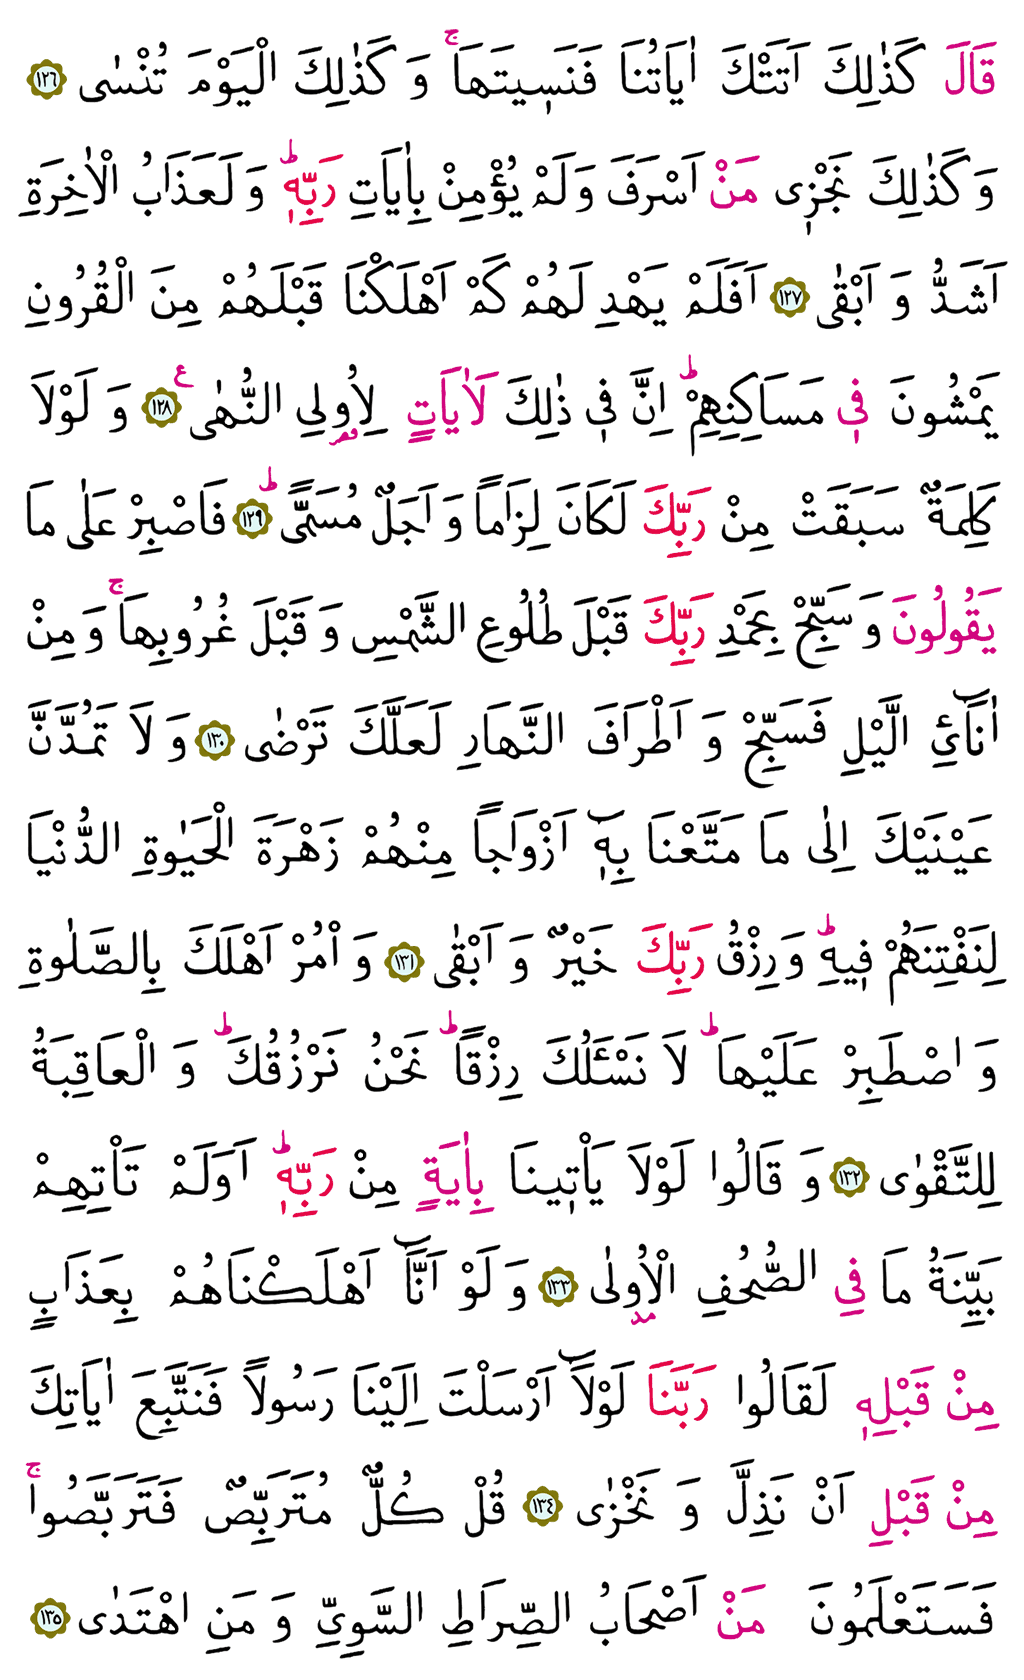 قَالَ كَذٰلِكَ اَتَتْكَ اٰيَاتُنَا فَنَسٖيتَهَاۚ وَ كَذٰلِكَ الْيَوْمَ تُنْسٰى ﴿١٢٦﴾
وَ كَذٰلِكَ نَجْزٖى مَنْ اَسْرَفَ وَ لَمْ يُؤْمِنْ بِاٰيَاتِ رَبِّهٖؕ وَ لَعَذَابُ الْاٰخِرَةِ
اَشَدُّ وَ اَبْقٰى ﴿١٢٧﴾ اَفَلَمْ يَهْدِ لَهُمْ كَمْ اَهْلَكْنَا قَبْلَهُمْ مِنَ الْقُرُونِ
يَمْشُونَ فٖى مَسَاكِنِهِمْؕ اِنَّ فٖى ذٰلِكَ لَاٰيَاتٍ لِاُو۬لِى النُّهٰى ﴿١٢٨﴾ ع وَ لَوْلَا
كَلِمَةٌ سَبَقَتْ مِنْ رَبِّكَ لَكَانَ لِزَامًا وَ اَجَلٌ مُسَمًّىؕ ﴿١٢٩﴾ فَاصْبِرْ عَلٰى مَا
يَقُولُونَ وَ سَبِّحْ بِحَمْدِ رَبِّكَ قَبْلَ طُلُوعِ الشَّمْسِ وَ قَبْلَ غُرُوبِهَاۚ وَ مِنْ
اٰنَٓائِ الَّيْلِ فَسَبِّحْ وَ اَطْرَافَ النَّهَارِ لَعَلَّكَ تَرْضٰى ﴿١٣٠﴾ وَ لَا تَمُدَّنَّ
عَيْنَيْكَ اِلٰى مَا مَتَّعْنَا بِهٖٓ اَزْوَاجًا مِنْهُمْ زَهْرَةَ الْحَيٰوةِ الدُّنْيَا
لِنَفْتِنَهُمْ فٖيهِؕ وَ رِزْقُ رَبِّكَ خَيْرٌ وَ اَبْقٰى ﴿١٣١﴾ وَ اْمُرْ اَهْلَكَ بِالصَّلٰوةِ
وَ اصْطَبِرْ عَلَيْهَاؕ لَا نَسْـَٔلُكَ رِزْقًاؕ نَحْنُ نَرْزُقُكَؕ وَ الْعَاقِبَةُ
لِلتَّقْوٰى ﴿١٣٢﴾ وَ قَالُوا لَوْلَا يَاْتٖينَا بِاٰيَةٍ مِنْ رَبِّهٖؕ اَوَلَمْ تَاْتِهِمْ
بَيِّنَةُ مَا فِى الصُّحُفِ الْاُو۫لٰى ﴿١٣٣﴾ وَ لَوْ اَنَّٓا اَهْلَكْنَاهُمْ بِعَذَابٍ
مِنْ قَبْلِهٖ لَقَالُوا رَبَّنَا لَوْلَٓا اَرْسَلْتَ اِلَيْنَا رَسُولًا فَنَتَّبِعَ اٰيَاتِكَ
مِنْ قَبْلِ اَنْ نَذِلَّ وَ نَخْزٰى ﴿١٣٤﴾ قُلْ كُلٌّ مُتَرَبِّصٌ فَتَرَبَّصُواۚ
فَسَتَعْلَمُونَ مَنْ اَصْحَابُ الصِّرَاطِ السَّوِىِّ وَ مَنِ اهْتَدٰى ﴿١٣٥﴾